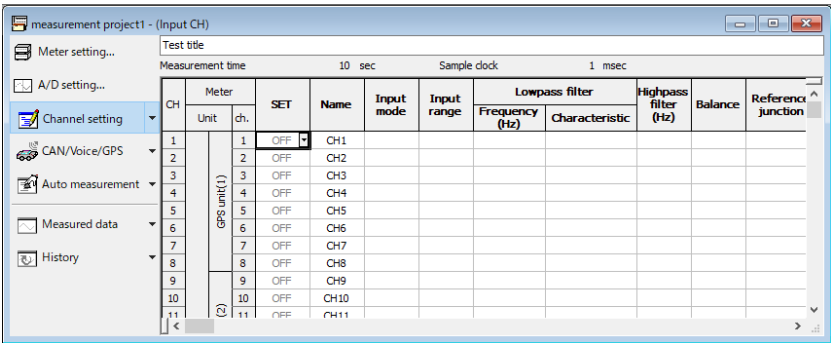 measurement project1 - (Input CH)
Meter setting...
A/D setting...
Channel setting
CAN/Voice/GPS
Auto measurement
Measured data
History
Test title
Measurement time 10 sec Sample clock 1 msec
CH Meter SET Name Input mode Input range Lowpass filter Highpass filter (Hz) Balance Reference junction
Unit ch. Frequency (Hz) Characteristic
GPS unit(1)
1 1 OFF CH1
2 2 OFF CH2
3 3 OFF CH3
4 4 OFF CH4
5 5 OFF CH5
6 6 OFF CH6
7 7 OFF CH7
8 8 OFF CH8
(2)
9 9 OFF CH9
10 10 OFF CH10
11 11 OFF CH11